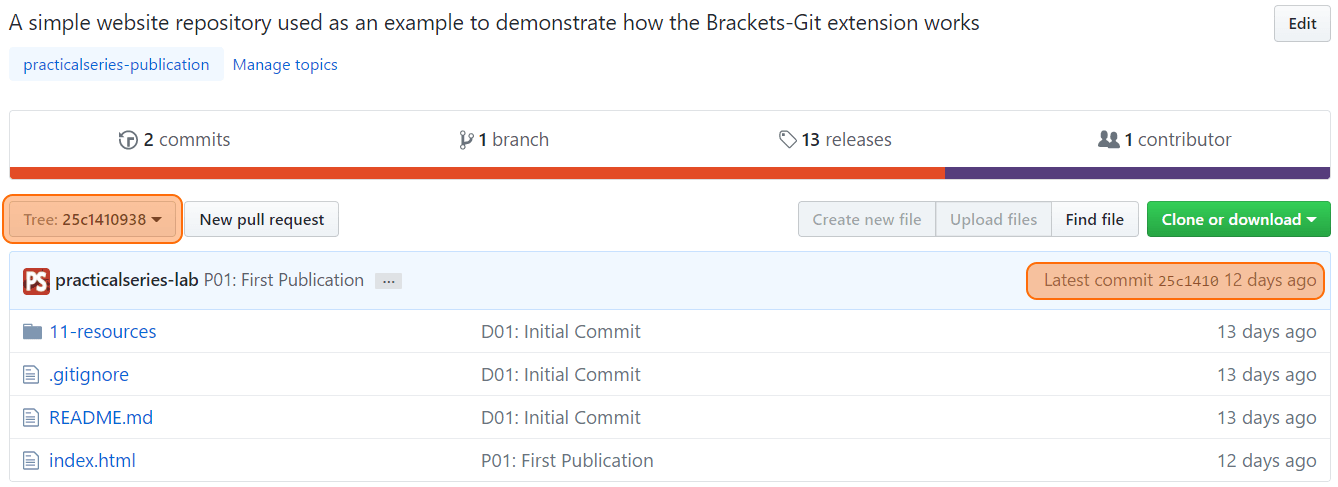 A simple website repository used as an example to demonstrate how the Brackets-Git extension works
Edit
practicalseries-publication Manage topics
2 commits 1 branch 13 releases 1 contributor
Tree: 25c1410938 New pull request Create new file Upload files Find file Clone or download
PS practicalseries-lab P01: First Publication ... Latest commit 25c1410 12 days ago
11-resources D01: Initial Commit 13 days ago
.gitignore D01: Initial Commit 13 days ago
README.md D01: Initial Commit 13 days ago
index.html P01: First Publication 12 days ago